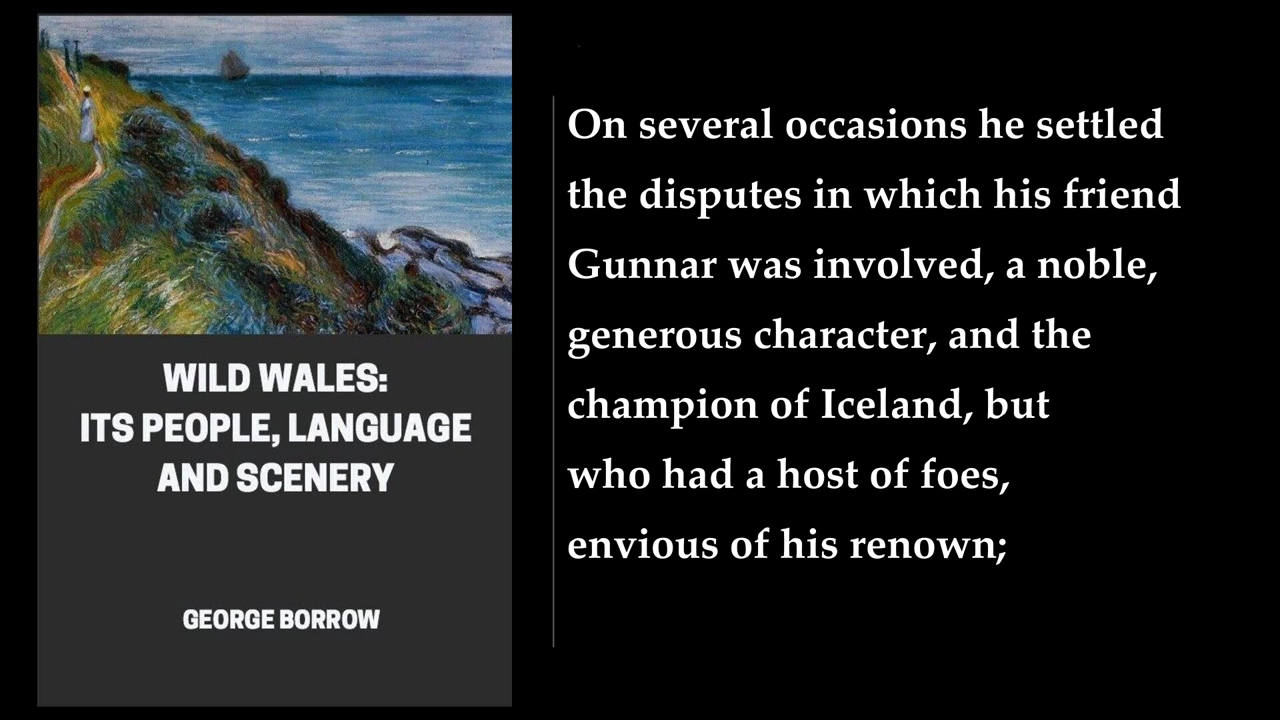 WILD WALES:
ITS PEOPLE, LANGUAGE
AND SCENERY
GEORGE BORROW
On several occasions he settled
the disputes in which his friend
Gunnar was involved, a noble,
generous character, and the
champion of Iceland, but
who had a host of foes,
envious of his renown;